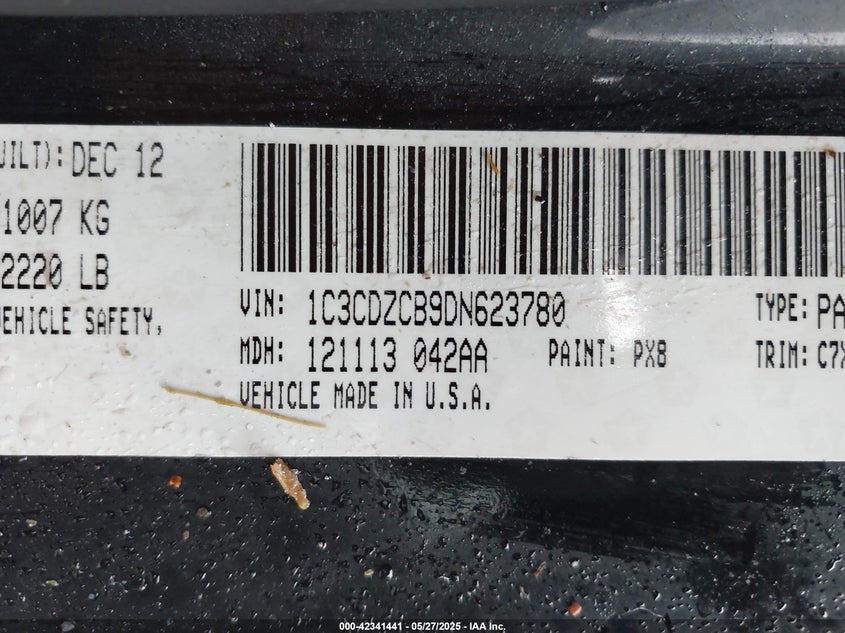 UILT): DEC 12
1007 KG
2220 LB
VEHICLE SAFETY,
VIN: 1C3CDZCB9DN623780 TYPE: PA
MDH: 121113 042AA PAINT: PX8 TRIM: C7X
VEHICLE MADE IN U.S.A.
000-42341441 - 05/27/2025 - IAA Inc.